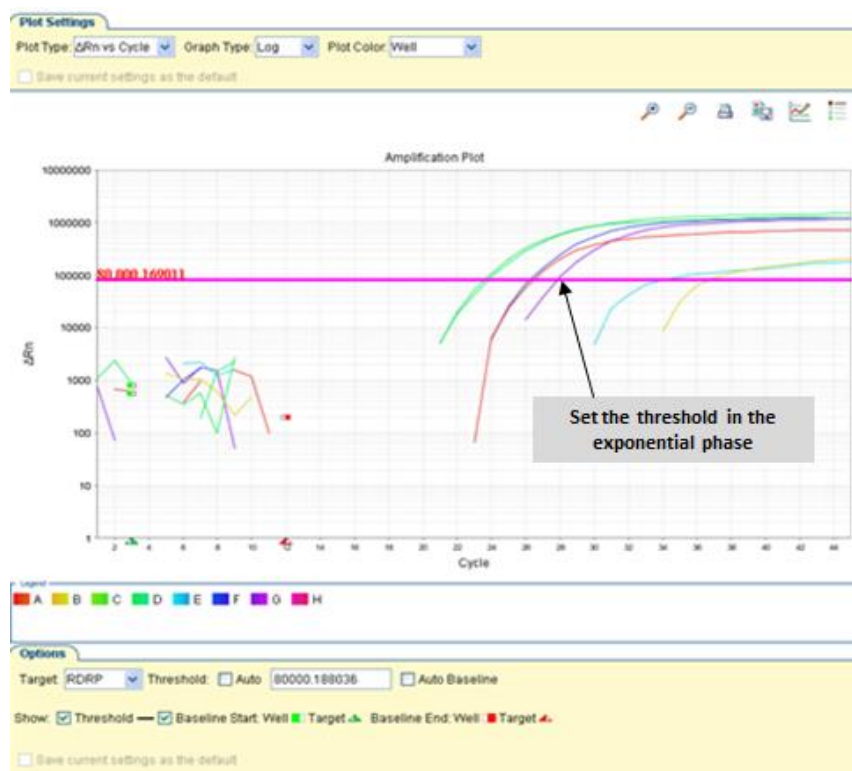 Plot Settings
Plot Type: ΔRn vs Cycle Graph Type: Log Plot Color: Well
Save current settings as the default
Amplification Plot
10000000
1000000
100000
80,000.169011
10000
1000
100
10
1
ΔRn
2 4 6 8 10 12 14 16 18 20 22 24 26 28 30 32 34 36 38 40 42 44
Cycle
Set the threshold in the
exponential phase
Legend
A B C D E F G H
Options
Target: RDRP Threshold: Auto 80000.188036 Auto Baseline
Show: Threshold Baseline Start: Well Target Baseline End: Well Target
Save current settings as the default